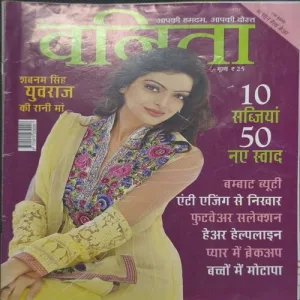 आपकी हमदम, आपकी दोस्त
वनिता
मूल्य ₹ 25
शबनम सिंह
युवराज
की रानी मां
10
सब्जियां
50
नए स्वाद
बम्बाट ब्यूटी
एंटी एजिंग से निखार
फुटवेअर सलेक्शन
हेअर हेल्पलाइन
प्यार में ब्रेकअप
बच्चों में मोटापा